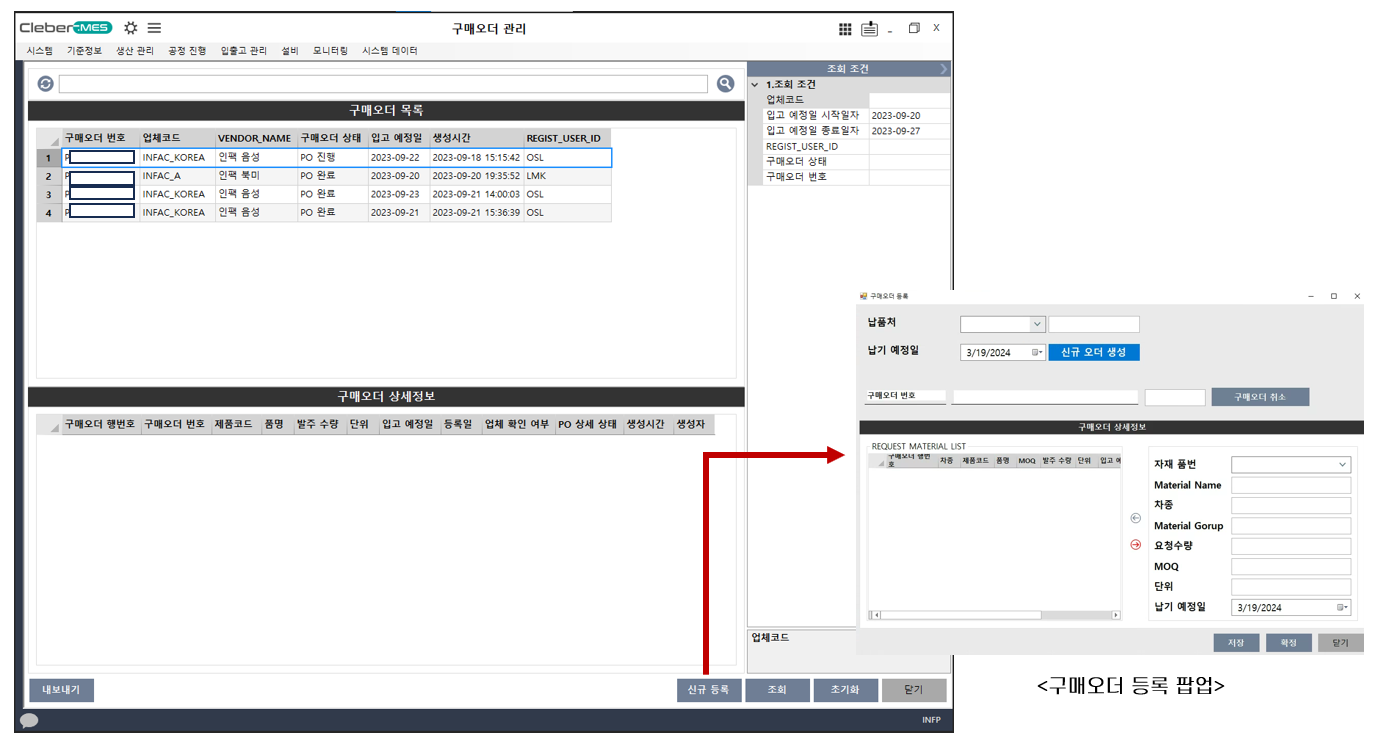 Cleber-MES
구매오더 관리
X
시스템 기준정보 생산 관리 공정 진행 입출고 관리 설비 모니터링 시스템 데이터
조회 조건
1.조회 조건
업체코드
입고 예정일 시작일자 2023-09-20
입고 예정일 종료일자 2023-09-27
REGIST_USER_ID
구매오더 상태
구매오더 번호
구매오더 목록
구매오더 번호 업체코드 VENDOR_NAME 구매오더 상태 입고 예정일 생성시간 REGIST_USER_ID
1 INFAC_KOREA 인팩 음성 PO 진행 2023-09-22 2023-09-18 15:15:42 OSL
2 INFAC_A 인팩 북미 PO 완료 2023-09-20 2023-09-20 19:35:52 LMK
3 INFAC_KOREA 인팩 음성 PO 완료 2023-09-23 2023-09-21 14:00:03 OSL
4 INFAC_KOREA 인팩 음성 PO 완료 2023-09-21 2023-09-21 15:36:39 OSL
구매오더 상세정보
구매오더 행번호 구매오더 번호 제품코드 품명 발주 수량 단위 입고 예정일 등록일 업체 확인 여부 PO 상세 상태 생성시간 생성자
업체코드
내보내기 신규 등록 조회 초기화 닫기
INFP
구매오더 등록
납품처
납기 예정일 3/19/2024 신규 오더 생성
구매오더 번호 구매오더 취소
구매오더 상세정보
REQUEST MATERIAL LIST
구매오더 행번호 차종 제품코드 품명 MOQ 발주 수량 단위 입고
자재 품번
Material Name
차종
Material Gorup
요청수량
MOQ
단위
납기 예정일 3/19/2024
저장 확정 닫기
<구매오더 등록 팝업>